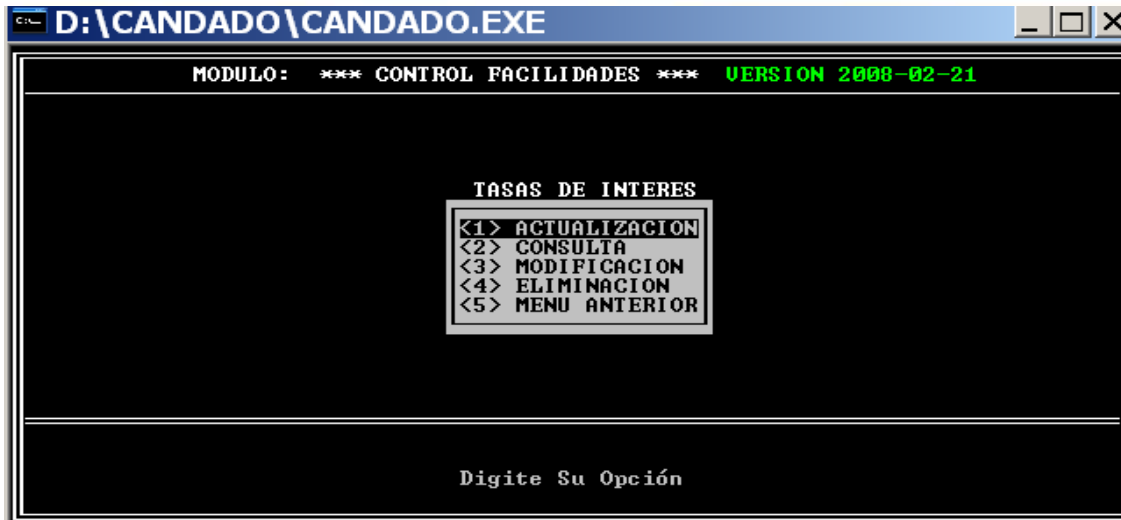 D:\CANDADO\CANDADO.EXE
MODULO: *** CONTROL FACILIDADES *** VERSION 2008-02-21
TASAS DE INTERES
<1> ACTUALIZACION
<2> CONSULTA
<3> MODIFICACION
<4> ELIMINACION
<5> MENU ANTERIOR
Digite Su Opción